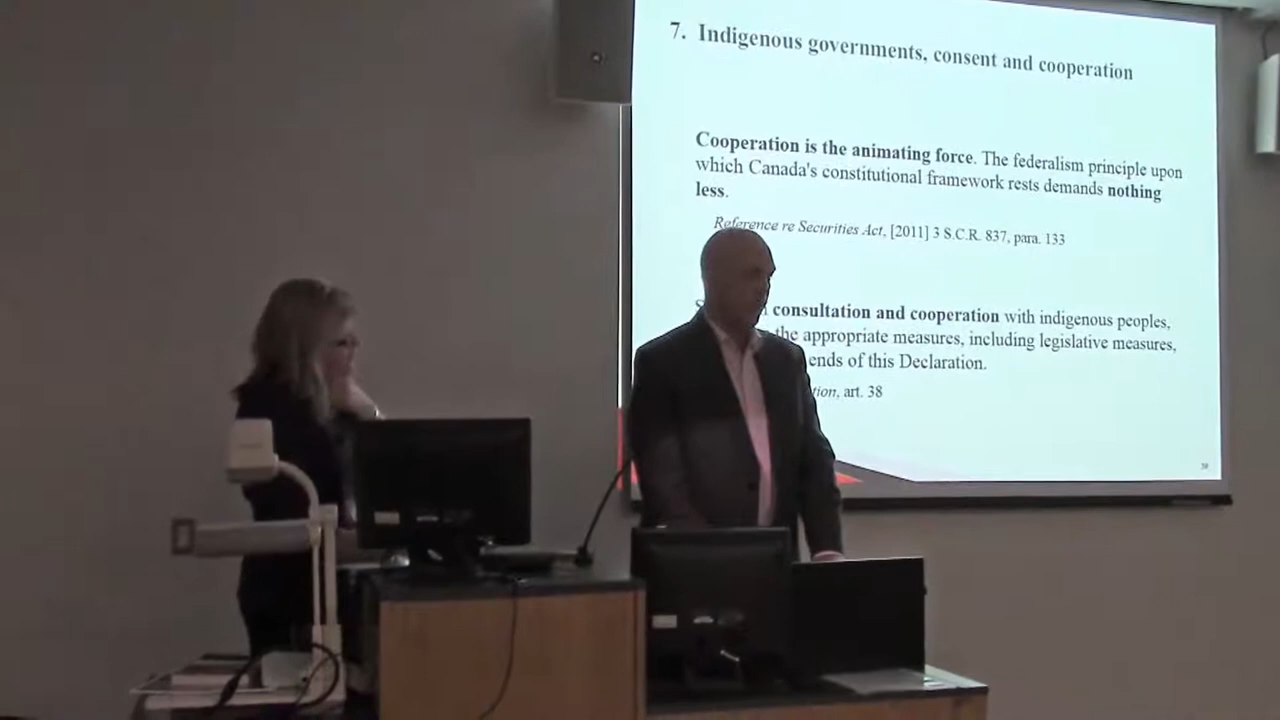 7. Indigenous governments, consent and cooperation
Cooperation is the animating force. The federalism principle upon
which Canada's constitutional framework rests demands nothing
less.
Reference re Securities Act, [2011] 3 S.C.R. 837, para. 133
consultation and cooperation with indigenous peoples,
the appropriate measures, including legislative measures,
ends of this Declaration.
art. 38